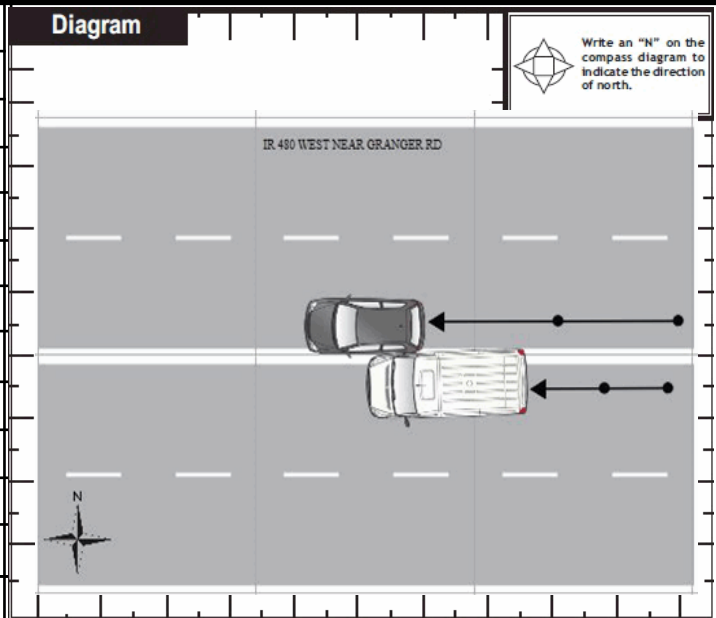 Diagram
Write an “N” on the
compass diagram to
indicate the direction
of north.
IR 480 WEST NEAR GRANGER RD
N